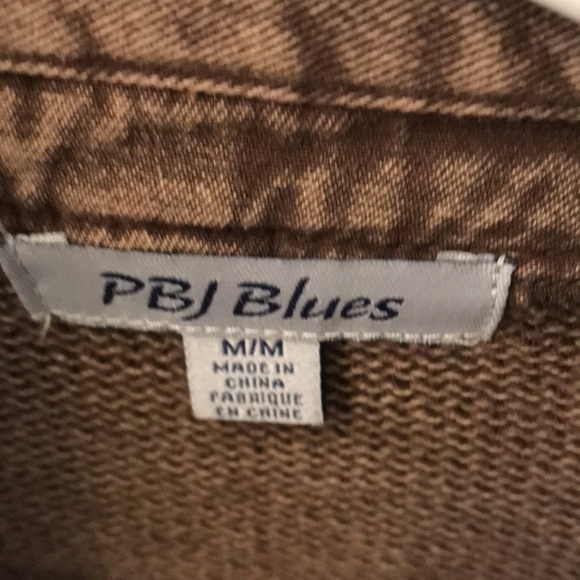 PBJ Blues
M/M
MADE IN
CHINA
FABRIQUE
EN CHINE